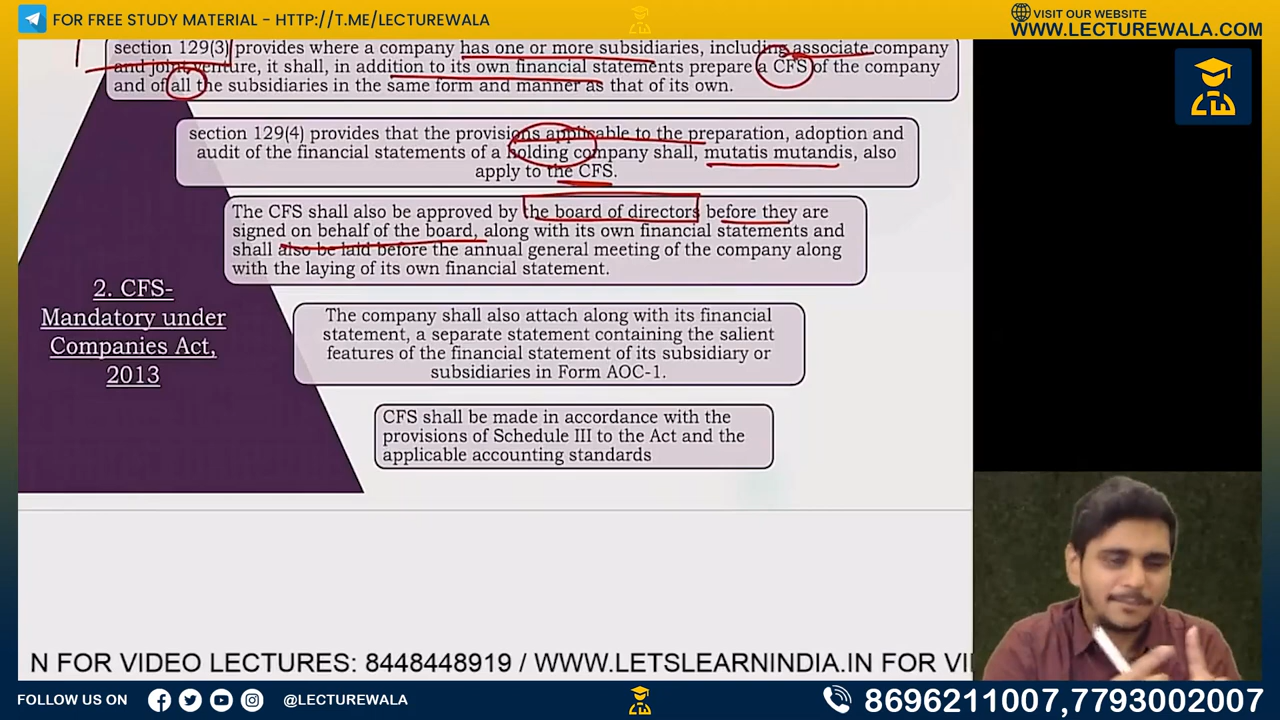 FOR FREE STUDY MATERIAL - HTTP://T.ME/LECTUREWALA
VISIT OUR WEBSITE
WWW.LECTUREWALA.COM
section 129(3) provides where a company has one or more subsidiaries, including associate company
and joint venture, it shall, in addition to its own financial statements prepare a CFS of the company
and of all the subsidiaries in the same form and manner as that of its own.
section 129(4) provides that the provisions applicable to the preparation, adoption and
audit of the financial statements of a holding company shall, mutatis mutandis, also
apply to the CFS.
The CFS shall also be approved by the board of directors before they are
signed on behalf of the board, along with its own financial statements and
shall also be laid before the annual general meeting of the company along
with the laying of its own financial statement.
2. CFS-
Mandatory under
Companies Act,
2013
The company shall also attach along with its financial
statement, a separate statement containing the salient
features of the financial statement of its subsidiary or
subsidiaries in Form AOC-1.
CFS shall be made in accordance with the
provisions of Schedule III to the Act and the
applicable accounting standards
N FOR VIDEO LECTURES: 8448448919 / WWW.LETSLEARNINDIA.IN FOR VI
FOLLOW US ON
@LECTUREWALA
8696211007,7793002007